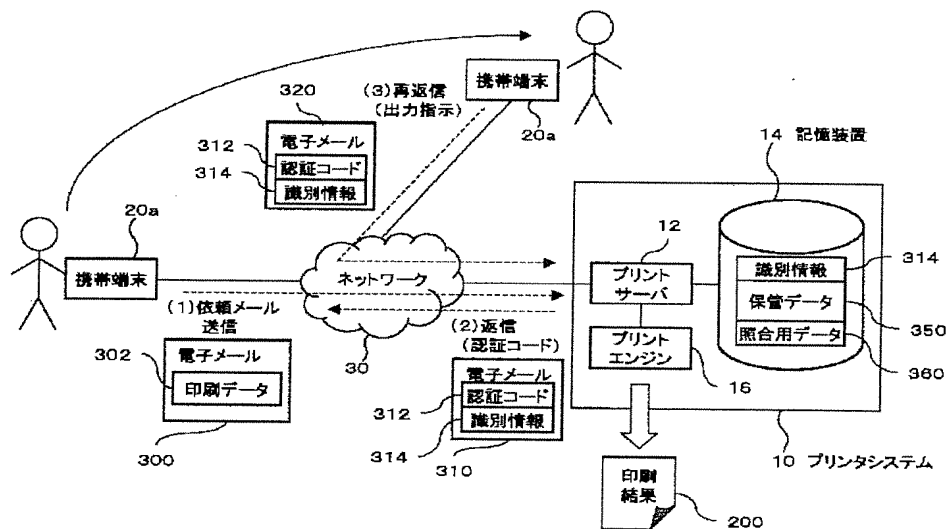 携帯端末
20a
(3)再返信
(出力指示)
320
電子メール
312
認証コード
314
識別情報
20a
携帯端末
ネットワーク
30
(1)依頼メール
送信
電子メール
302
印刷データ
300
(2)返信
(認証コード)
電子メール
312
認証コード
314
識別情報
310
14 記憶装置
12
プリント
サーバ
プリント
エンジン
16
識別情報
314
保管データ
350
照合用データ
360
10 プリンタシステム
印刷
結果
200